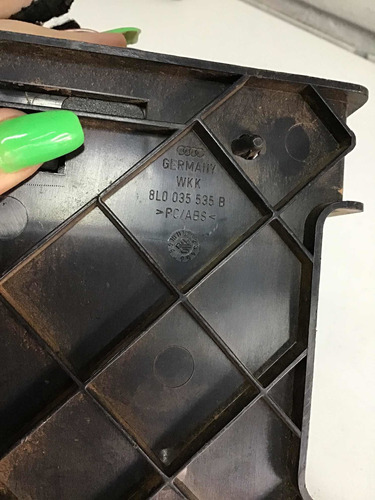 GERMANY
WKK
8L0 035 535 B
>PC/ABS<